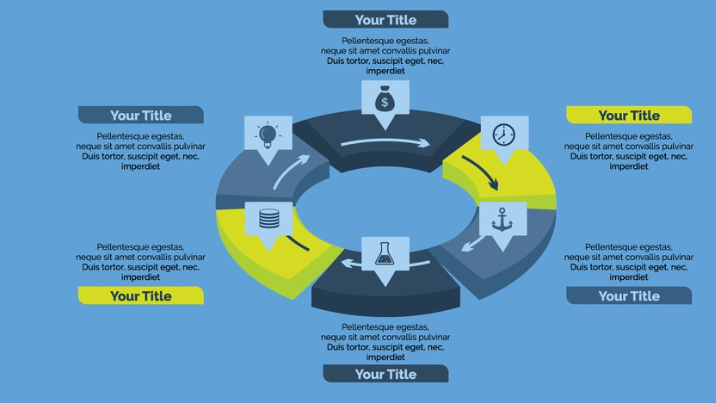 Your Title
Pellentesque egestas,
neque sit amet convallis pulvinar
Duis tortor, suscipit eget, nec,
imperdiet
$
Your Title
Pellentesque egestas,
neque sit amet convallis pulvinar
Duis tortor, suscipit eget, nec,
imperdiet
Your Title
Pellentesque egestas,
neque sit amet convallis pulvinar
Duis tortor, suscipit eget, nec,
imperdiet
Pellentesque egestas,
neque sit amet convallis pulvinar
Duis tortor, suscipit eget, nec,
imperdiet
Your Title
Pellentesque egestas,
neque sit amet convallis pulvinar
Duis tortor, suscipit eget, nec,
imperdiet
Your Title
Pellentesque egestas,
neque sit amet convallis pulvinar
Duis tortor, suscipit eget, nec,
imperdiet
Your Title